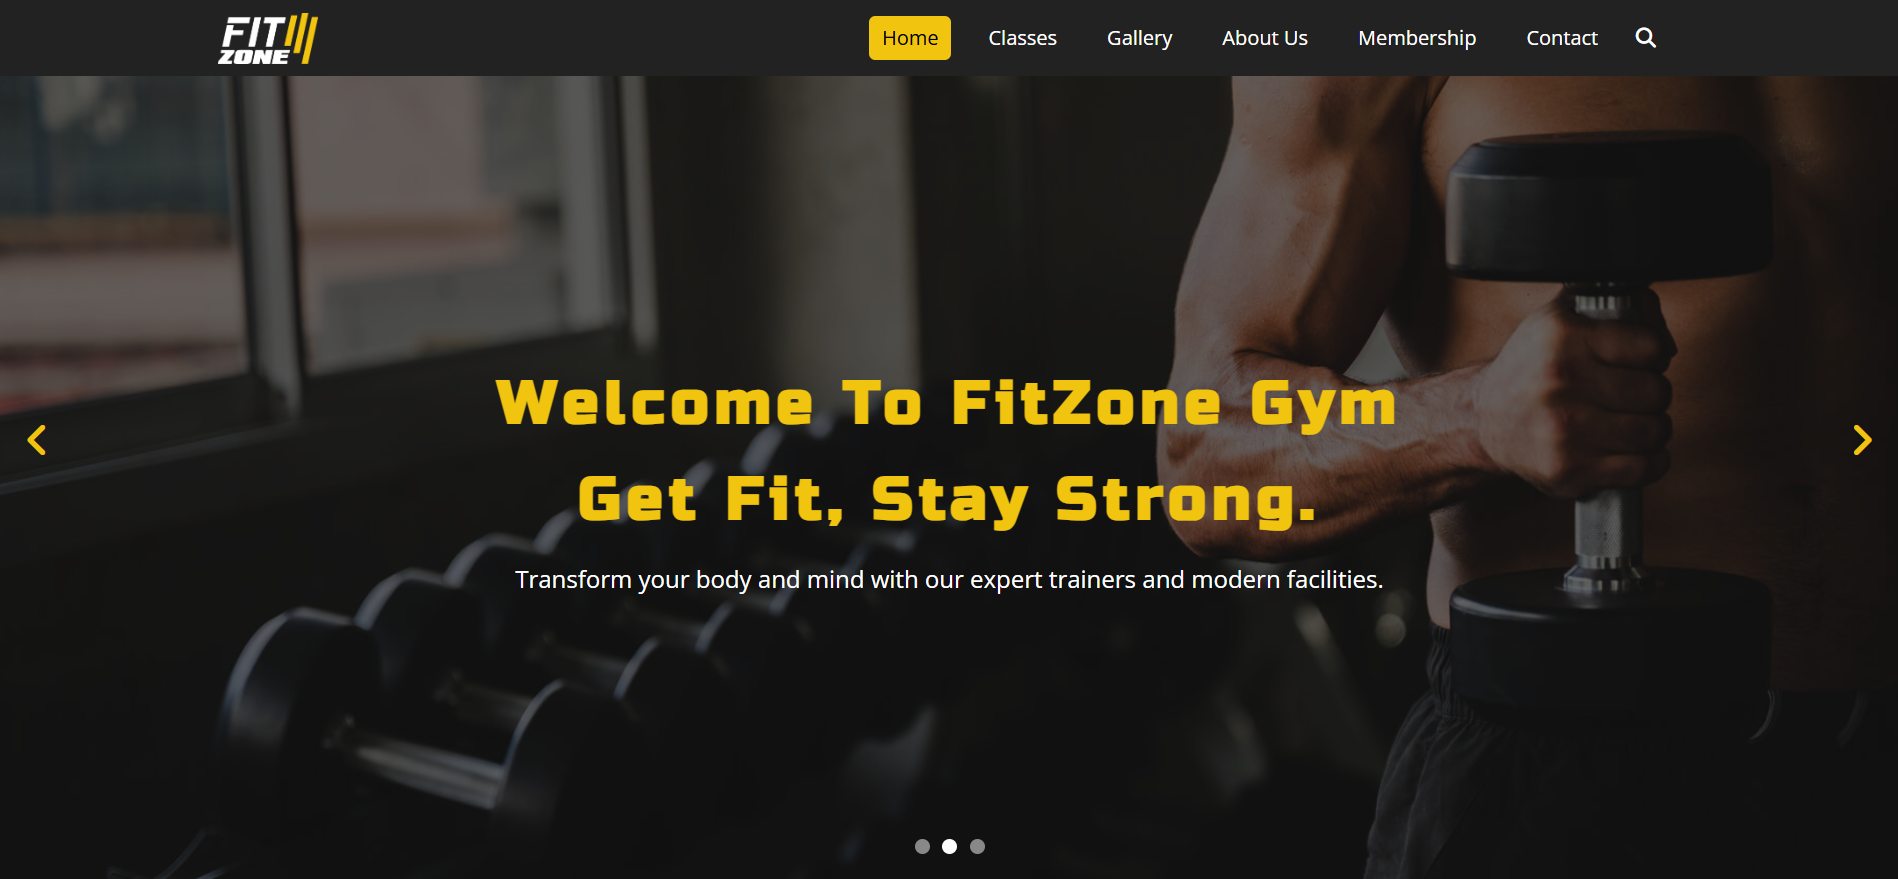 FIT
ZONE
Home Classes Gallery About Us Membership Contact
Welcome To FitZone Gym
Get Fit, Stay Strong.
Transform your body and mind with our expert trainers and modern facilities.